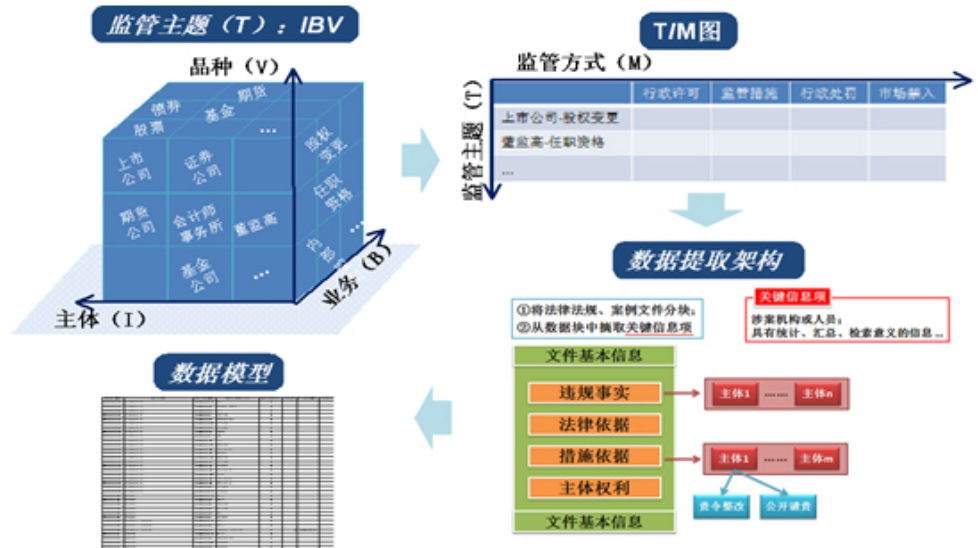 监管主题（T）：IBV
品种（V）
债券
期货
股票
基金
...
上市
公司
证券
公司
股权
变更
期货
公司
会计师
事务所
董监高
任职
资格
...
基金
公司
...
内部
主体（I）
业务（B）
T/M图
监管方式（M）
监管主题（T）
行政许可
监管措施
行政处罚
市场禁入
上市公司-股权变更
董监高-任职资格
...
数据提取架构
①将法律法规、案例文件分块；
②从数据块中摘取关键信息项
关键信息项
涉案机构或人员；
具有统计、汇总、检索意义的信息...
文件基本信息
违规事实
主体1 …… 主体n
法律依据
措施依据
主体1 …… 主体m
主体权利
责令整改
公开谴责
文件基本信息
数据模型